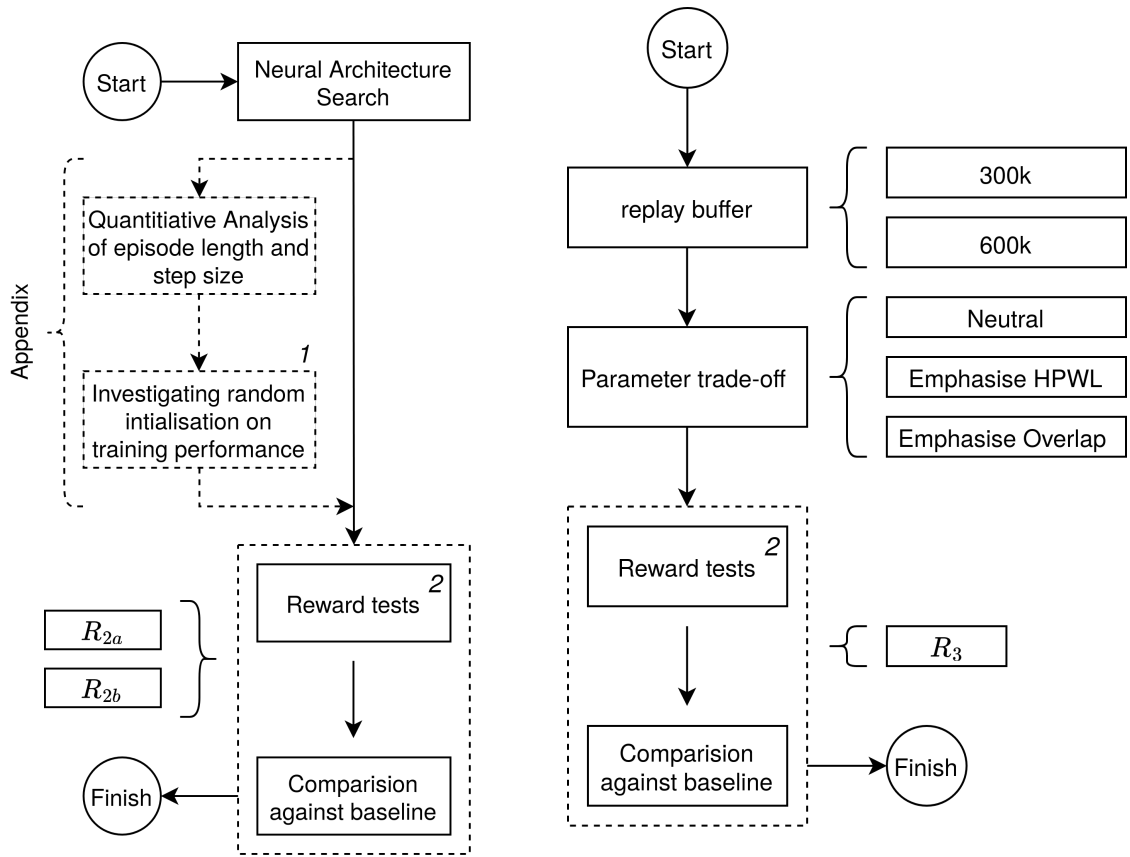 Start
Neural Architecture
Search
Appendix
Quantitiative Analysis
of episode length and
step size
1
Investigating random
intialisation on
training performance
2
Reward tests
R2a
R2b
Comparision
against baseline
Finish
Start
replay buffer
300k
600k
Parameter trade-off
Neutral
Emphasise HPWL
Emphasise Overlap
2
Reward tests
R3
Comparision
against baseline
Finish